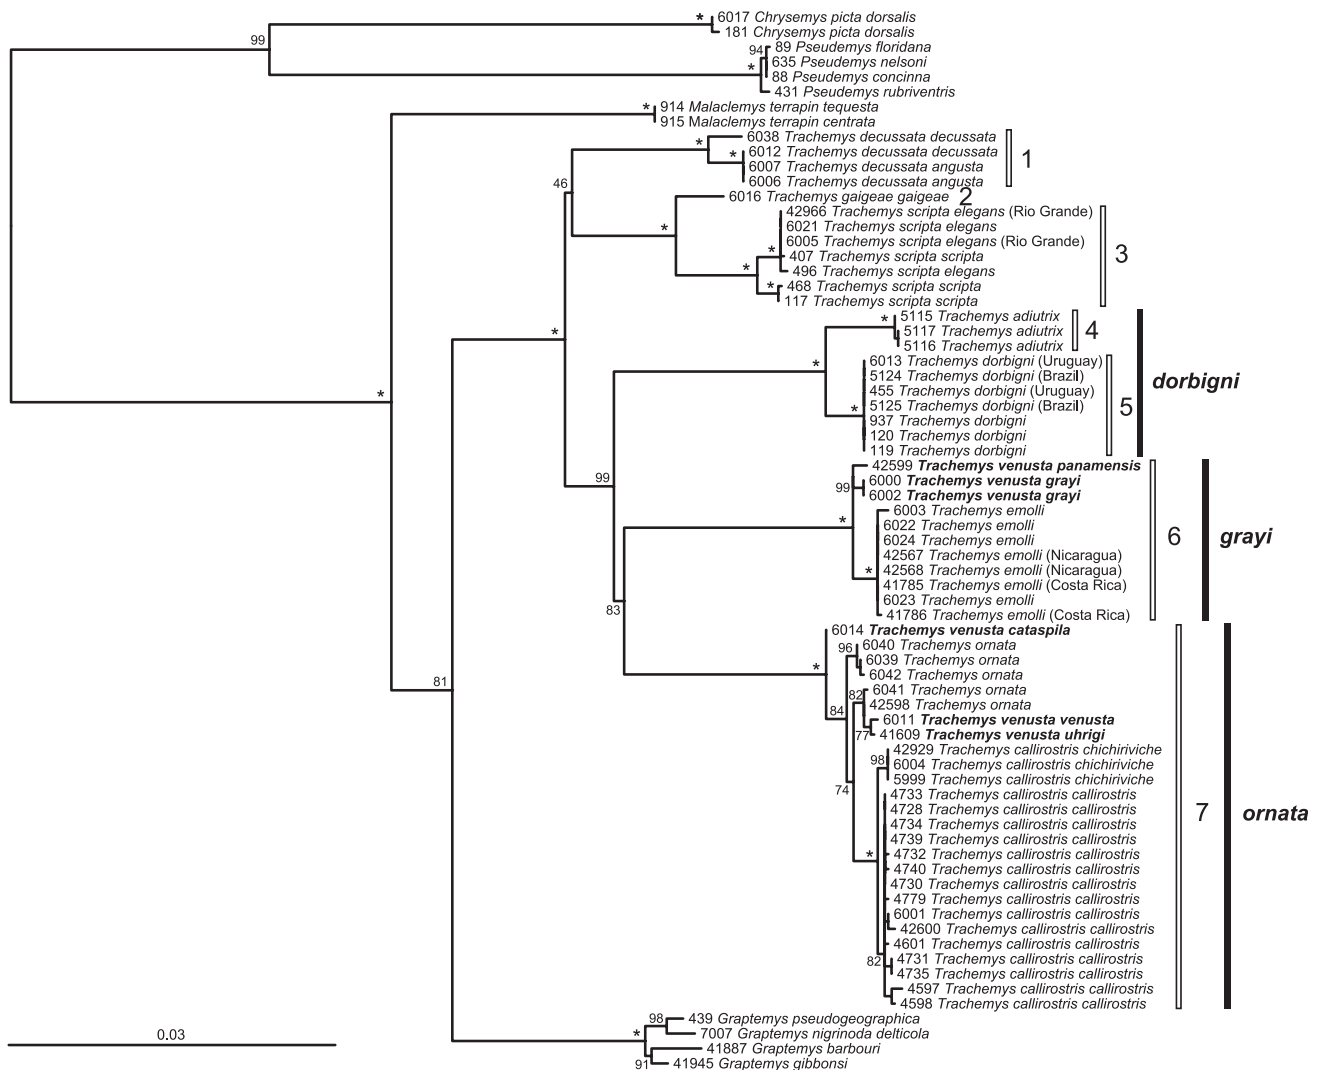 * 6017 Chrysemys picta dorsalis
181 Chrysemys picta dorsalis
99
94 89 Pseudemys floridana
* 635 Pseudemys nelsoni
88 Pseudemys concinna
431 Pseudemys rubriventris
* 914 Malaclemys terrapin tequesta
915 Malaclemys terrapin centrata
* 6038 Trachemys decussata decussata
* 6012 Trachemys decussata decussata
6007 Trachemys decussata angusta
6006 Trachemys decussata angusta
1
46
6016 Trachemys gaigeae gaigeae 2
42966 Trachemys scripta elegans (Rio Grande)
* 6021 Trachemys scripta elegans
6005 Trachemys scripta elegans (Rio Grande)
* 407 Trachemys scripta scripta
* 496 Trachemys scripta elegans
* 468 Trachemys scripta scripta
117 Trachemys scripta scripta
3
* 5115 Trachemys adiutrix
* 5117 Trachemys adiutrix
5116 Trachemys adiutrix
4
* 6013 Trachemys dorbigni (Uruguay)
5124 Trachemys dorbigni (Brazil)
455 Trachemys dorbigni (Uruguay)
* 5125 Trachemys dorbigni (Brazil)
937 Trachemys dorbigni
120 Trachemys dorbigni
119 Trachemys dorbigni
5
dorbigni
*
99
42599 Trachemys venusta panamensis
99 6000 Trachemys venusta grayi
6002 Trachemys venusta grayi
6003 Trachemys emolli
* 6022 Trachemys emolli
6024 Trachemys emolli
42567 Trachemys emolli (Nicaragua)
* 42568 Trachemys emolli (Nicaragua)
41785 Trachemys emolli (Costa Rica)
6023 Trachemys emolli
41786 Trachemys emolli (Costa Rica)
6
grayi
83
6014 Trachemys venusta cataspila
96 6040 Trachemys ornata
* 6039 Trachemys ornata
6042 Trachemys ornata
81
82 6041 Trachemys ornata
84 42598 Trachemys ornata
6011 Trachemys venusta venusta
77 41609 Trachemys venusta uhrigi
42929 Trachemys callirostris chichiriviche
98 6004 Trachemys callirostris chichiriviche
5999 Trachemys callirostris chichiriviche
74 4733 Trachemys callirostris callirostris
4728 Trachemys callirostris callirostris
4734 Trachemys callirostris callirostris
4739 Trachemys callirostris callirostris
* 4732 Trachemys callirostris callirostris
4740 Trachemys callirostris callirostris
4730 Trachemys callirostris callirostris
4779 Trachemys callirostris callirostris
6001 Trachemys callirostris callirostris
42600 Trachemys callirostris callirostris
4601 Trachemys callirostris callirostris
82 4731 Trachemys callirostris callirostris
4735 Trachemys callirostris callirostris
4597 Trachemys callirostris callirostris
4598 Trachemys callirostris callirostris
7
ornata
98 439 Graptemys pseudogeographica
* 7007 Graptemys nigrinoda delticola
41887 Graptemys barbouri
91 41945 Graptemys gibbonsi
0.03